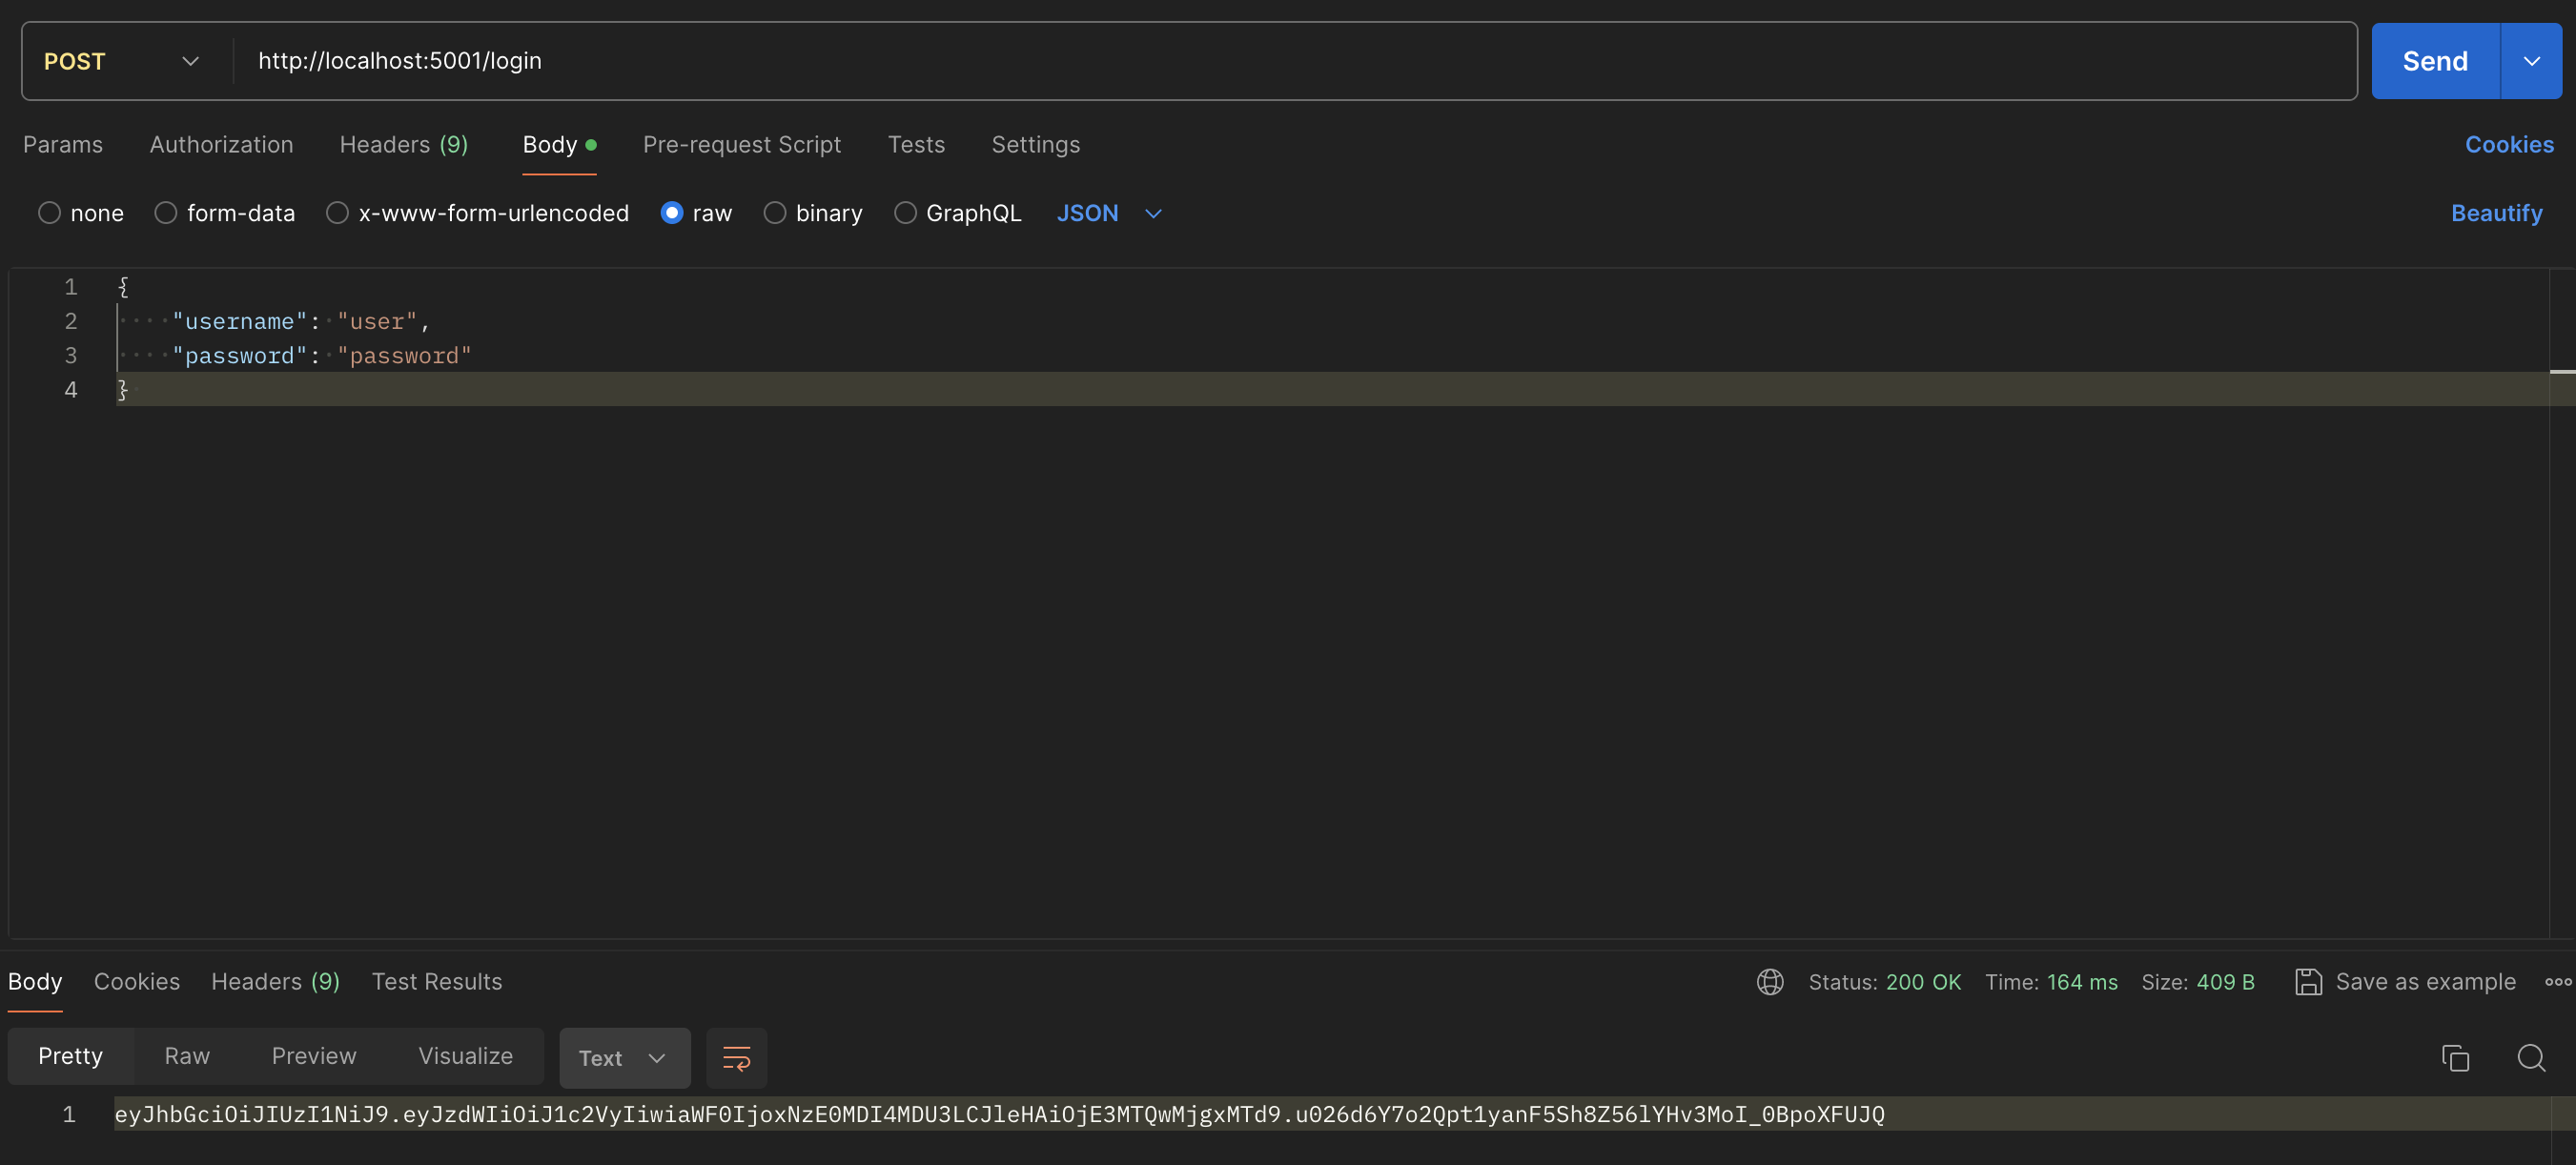 POST http://localhost:5001/login Send
Params Authorization Headers (9) Body Pre-request Script Tests Settings Cookies
none form-data x-www-form-urlencoded raw binary GraphQL JSON Beautify
1 {
2 "username": "user",
3 "password": "password"
4 }
Body Cookies Headers (9) Test Results Status: 200 OK Time: 164 ms Size: 409 B Save as example
Pretty Raw Preview Visualize Text
1 eyJhbGciOiJIUzI1NiJ9.eyJzdWIiOiJ1c2VyIiwiaWF0IjoxNzE0MDI4MDU3LCJleHAiOjE3MTQwMjgxMTd9.u026d6Y7o2Qpt1yanF5Sh8Z56lYHv3MoI_0BpoXFUJQ